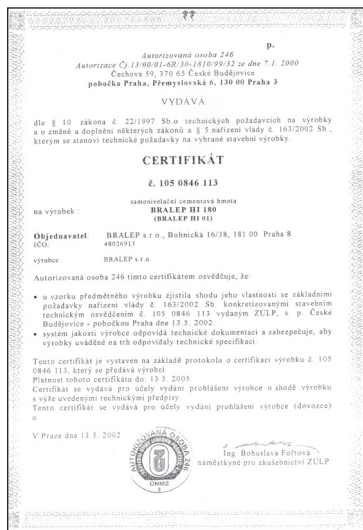 p.
Autorizovaná osoba 246
Autorizace Čj.13/00/01-6R/30-1810/99/32 ze dne 7.1. 2000
Čechova 59, 370 65 České Budějovice
pobočka Praha, Přemyslovská 6, 130 00 Praha 3
VYDÁVÁ
dle § 10 zákona č. 22/1997 Sb.o technických požadavcích na výrobky
a o změně a doplnění některých zákonů a § 5 nařízení vlády č. 163/2002 Sb.,
kterým se stanoví technické požadavky na vybrané stavební výrobky.
CERTIFIKÁT
č. 105 0846 113
samonivelační cementová hmota
na výrobek : BRALEP HI 180
(BRALEP HI 01)
Objednavatel: BRALEP s.r.o., Bohnická 16/38, 181 00 Praha 8
IČO: 48026913
výrobce: BRALEP s.r.o.
Autorizovaná osoba 246 tímto certifikátem osvědčuje, že:
• u vzorku předmětného výrobku zjistila shodu jeho vlastností se základními
požadavky nařízení vlády č. 163/2002 Sb. konkretizovanými stavebním
technickým osvědčením č. 105 0846 113 vydaným ZÚLP, s. p. České
Budějovice - pobočkou Praha dne 13.5. 2002.
• systém jakosti výrobce odpovídá technické dokumentaci a zabezpečuje, aby
výrobky uváděné na trh odpovídaly technické specifikaci.
Tento certifikát je vystaven na základě protokolu o certifikaci výrobku č. 105
0846 113, který se předává výrobci.
Platnost tohoto certifikátu do: 13.5. 2005
Certifikát se vydává pro účely vydání prohlášení výrobce o shodě výrobku
s výše uvedenými technickými předpisy
Tento certifikát se vydává pro účely vydání prohlášení výrobce (dovozce)
o
V Praze dne 13.5. 2002
AUTORIZOVANÁ OSOBA 246
ÚNMZ
3
Ing. Bohuslava Fořtová
náměstkyně pro zkušebnictví ZÚLP